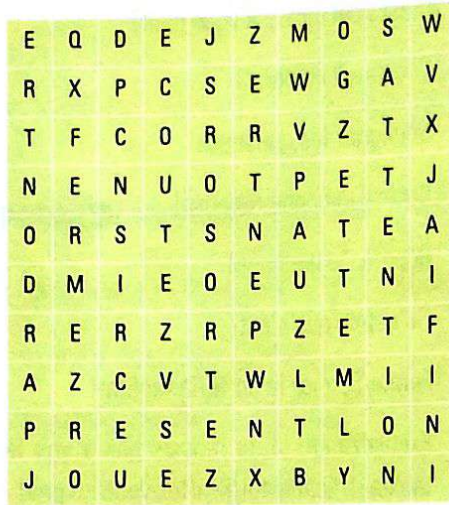 E Q D E J Z M O S W
R X P C S E W G A V
T F C O R R V Z T X
N E N U O T P E T J
O R S T S N A T E A
D M I E O E U T N I
R E R Z R P Z E T F
A Z C V T W L M I I
P R E S E N T L O N
J O U E Z X B Y N I